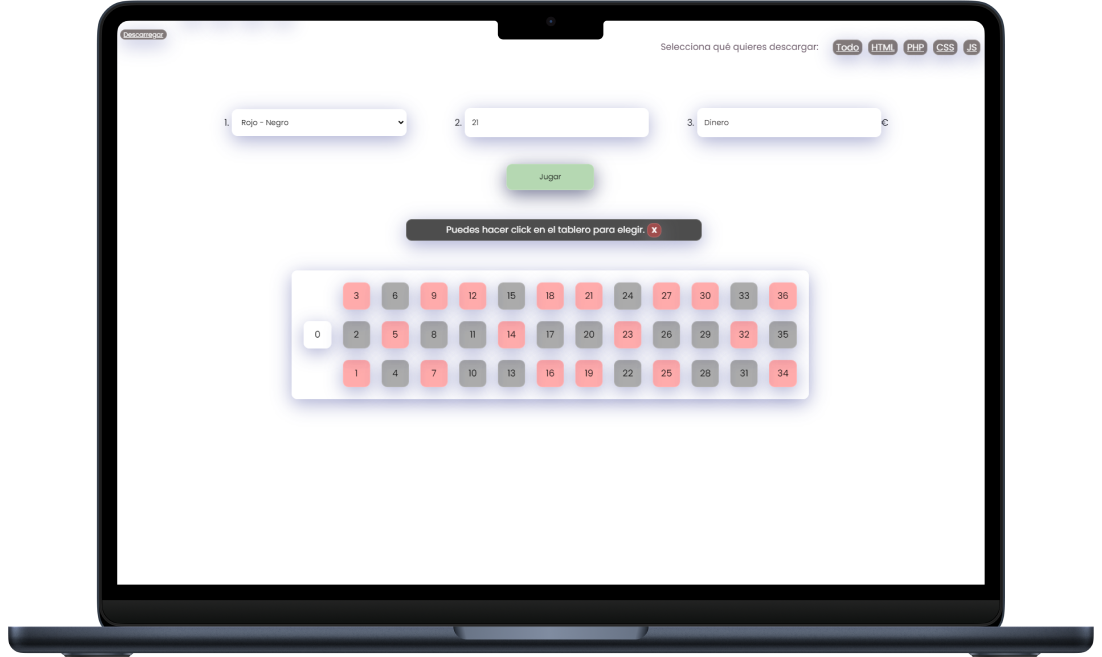 Descarregar
Selecciona qué quieres descargar: Todo HTML PHP CSS JS
1. Rojo - Negro 2. 21 3. Dinero €
Jugar
Puedes hacer click en el tablero para elegir. X
3 6 9 12 15 18 21 24 27 30 33 36
0 2 5 8 11 14 17 20 23 26 29 32 35
1 4 7 10 13 16 19 22 25 28 31 34